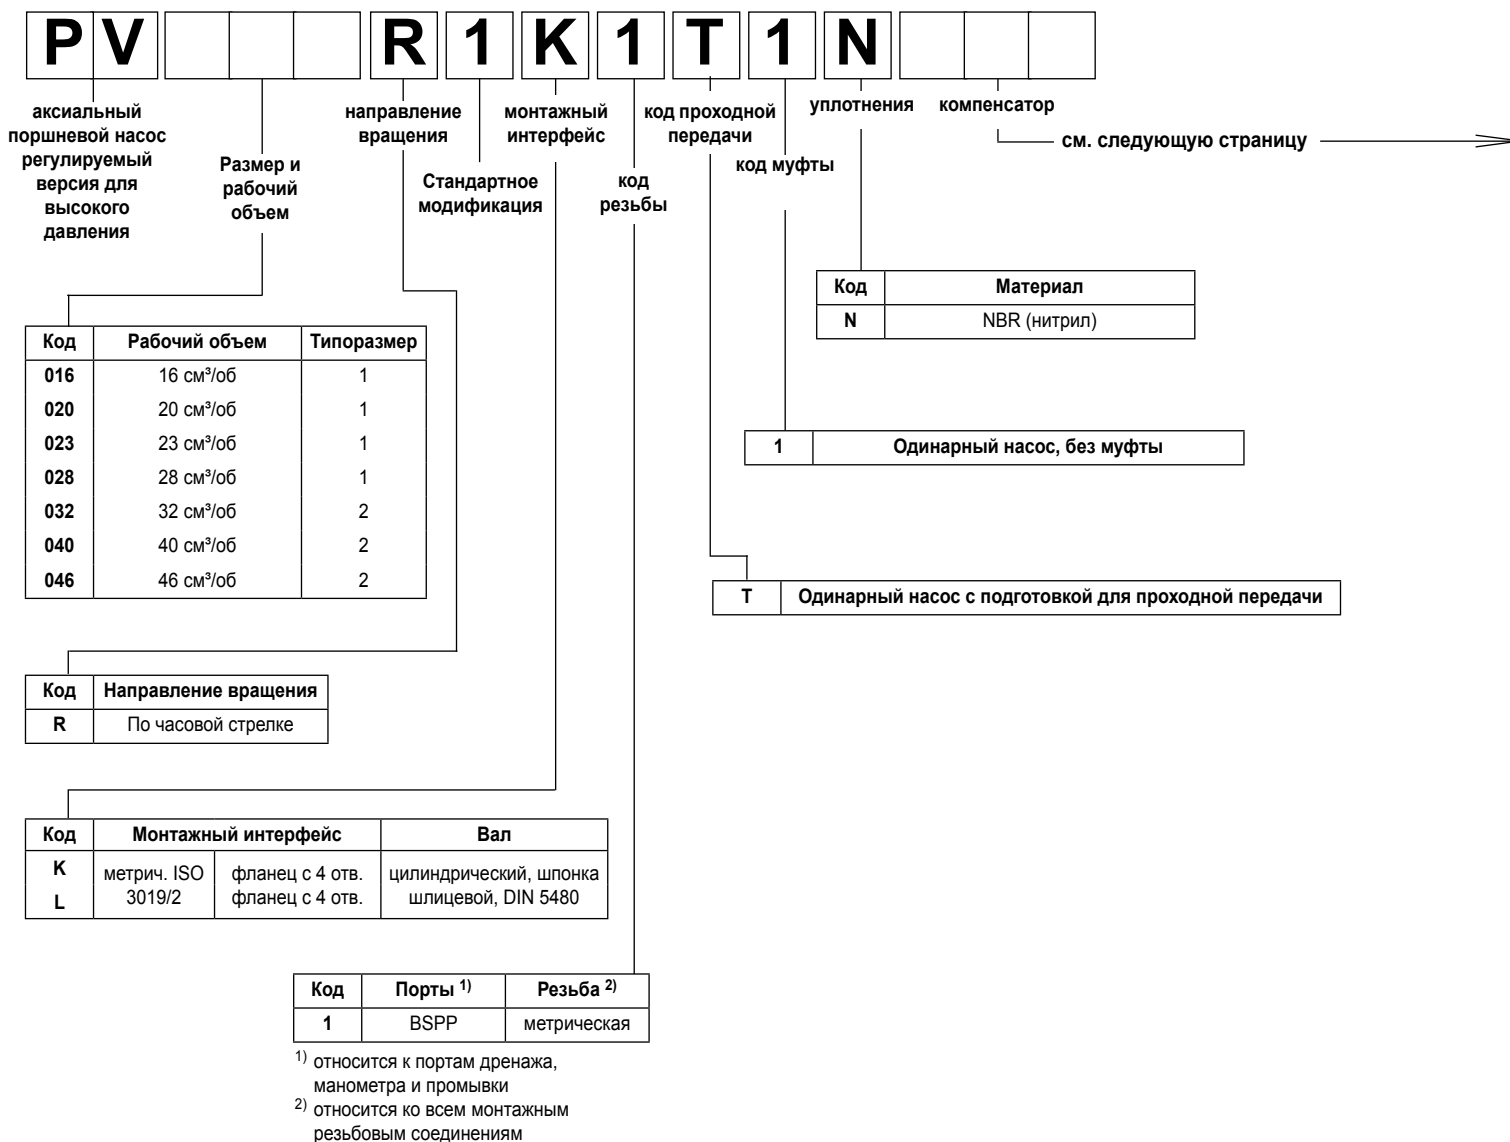 PV R 1 K 1 T 1 N
аксиальный
поршневой насос
регулируемый
версия для
высокого
давления
Размер и
рабочий
объем
направление
вращения
Стандартное
модификация
монтажный
интерфейс
код
резьбы
код проходной
передачи
код муфты
уплотнения
компенсатор
см. следующую страницу
Код Материал
N NBR (нитрил)
Код Рабочий объем Типоразмер
016 16 см³/об 1
020 20 см³/об 1
023 23 см³/об 1
028 28 см³/об 1
032 32 см³/об 2
040 40 см³/об 2
046 46 см³/об 2
1 Одинарный насос, без муфты
T Одинарный насос с подготовкой для проходной передачи
Код Направление вращения
R По часовой стрелке
Код Монтажный интерфейс Вал
K метрич. ISO фланец с 4 отв. цилиндрический, шпонка
L 3019/2 фланец с 4 отв. шлицевой, DIN 5480
Код Порты 1) Резьба 2)
1 BSPP метрическая
1) относится к портам дренажа,
манометра и промывки
2) относится ко всем монтажным
резьбовым соединениям